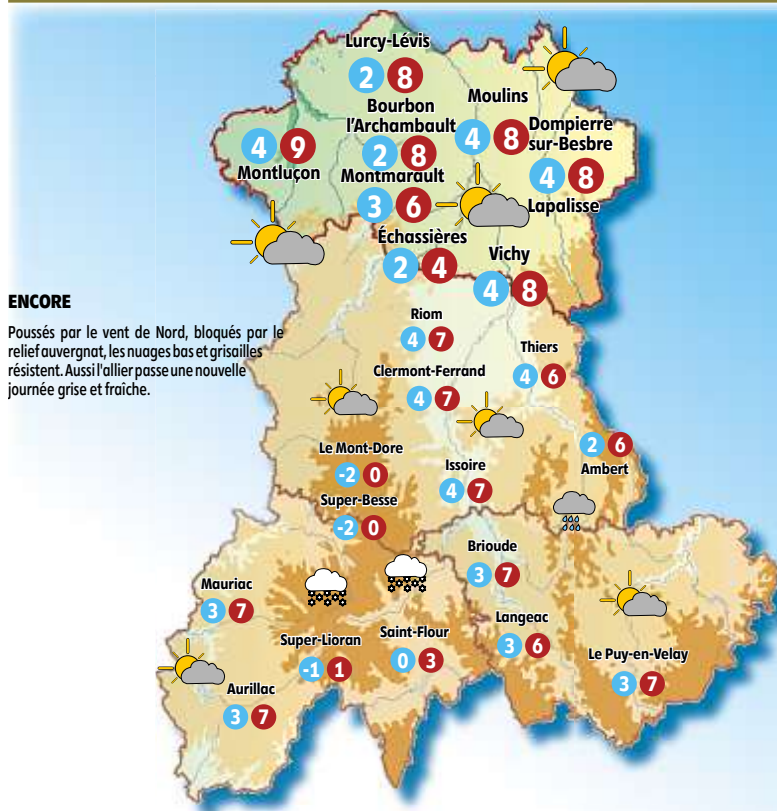 Lurcy-Lévis
2 8
Bourbon
l'Archambault
2 8
Moulins
4 8
Dompierre
sur-Besbre
4 8
4 9
Montluçon
Montmarault
3 6
Lapalisse
Échassières
2 4
Vichy
4 8
ENCORE
Poussés par le vent de Nord, bloqués par le
relief auvergnat, les nuages bas et grisailles
résistent. Aussi l'allier passe une nouvelle
journée grise et fraîche.
Riom
4 7
Thiers
4 6
Clermont-Ferrand
4 7
Le Mont-Dore
-2 0
Issoire
4 7
2 6
Ambert
Super-Besse
-2 0
Brioude
3 7
Mauriac
3 7
Langeac
3 6
Super-Lioran
-1 1
Saint-Flour
0 3
Le Puy-en-Velay
3 7
Aurillac
3 7